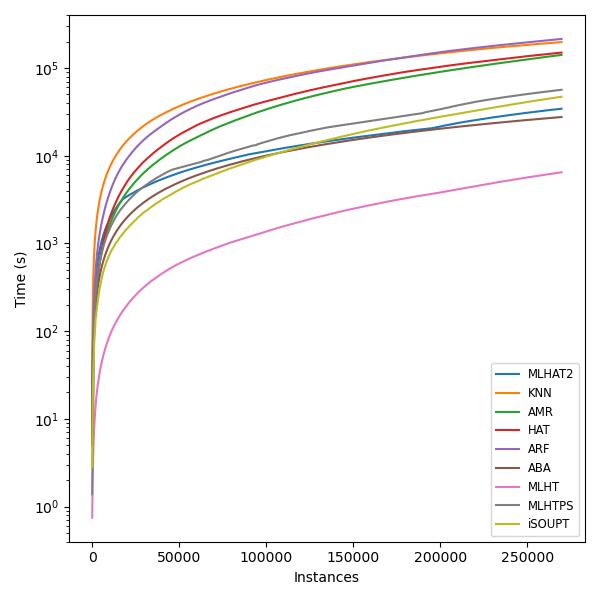 Time (s)
10^5
10^4
10^3
10^2
10^1
10^0
0 50000 100000 150000 200000 250000
Instances
MLHAT2
KNN
AMR
HAT
ARF
ABA
MLHT
MLHTPS
iSOUPT